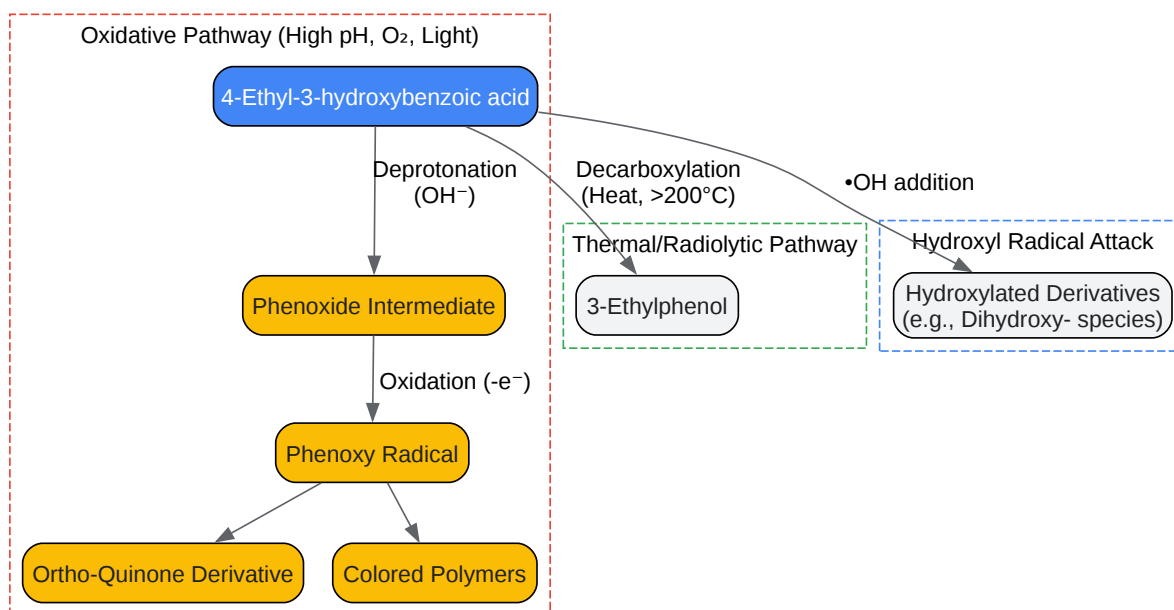 Oxidative Pathway (High pH, O₂, Light)
4-Ethyl-3-hydroxybenzoic acid
Deprotonation
(OH⁻)
Decarboxylation
(Heat, >200°C)
•OH addition
Thermal/Radiolytic Pathway
Hydroxyl Radical Attack
Phenoxide Intermediate
3-Ethylphenol
Hydroxylated Derivatives
(e.g., Dihydroxy- species)
Oxidation (-e⁻)
Phenoxy Radical
Ortho-Quinone Derivative
Colored Polymers